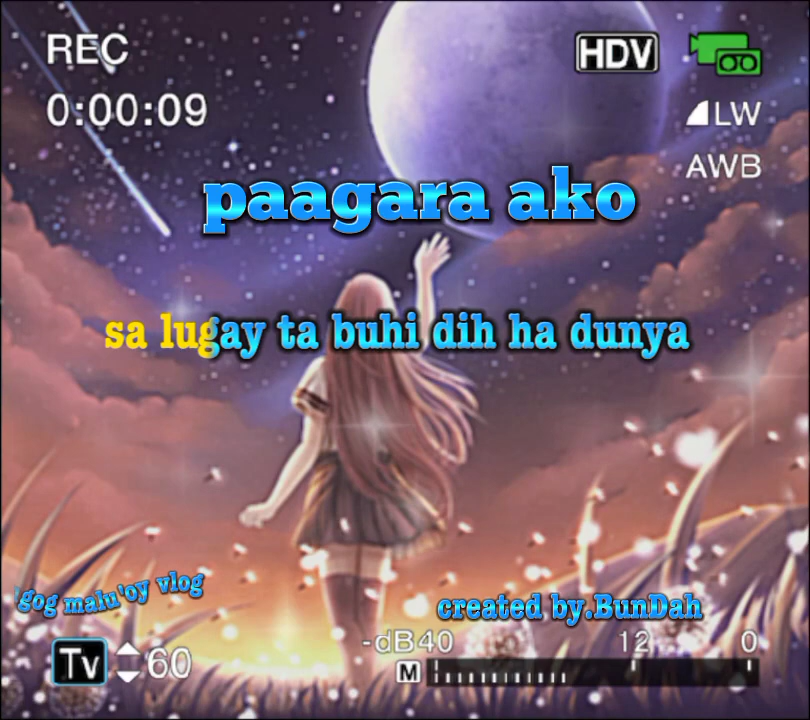 REC
HDV
0:00:09
LW
AWB
paagara ako
sa lugay ta buhi dih ha dunya
'gog malu'oy vlog
created by.BunDah
-dB40 12 0
Tv 60
M